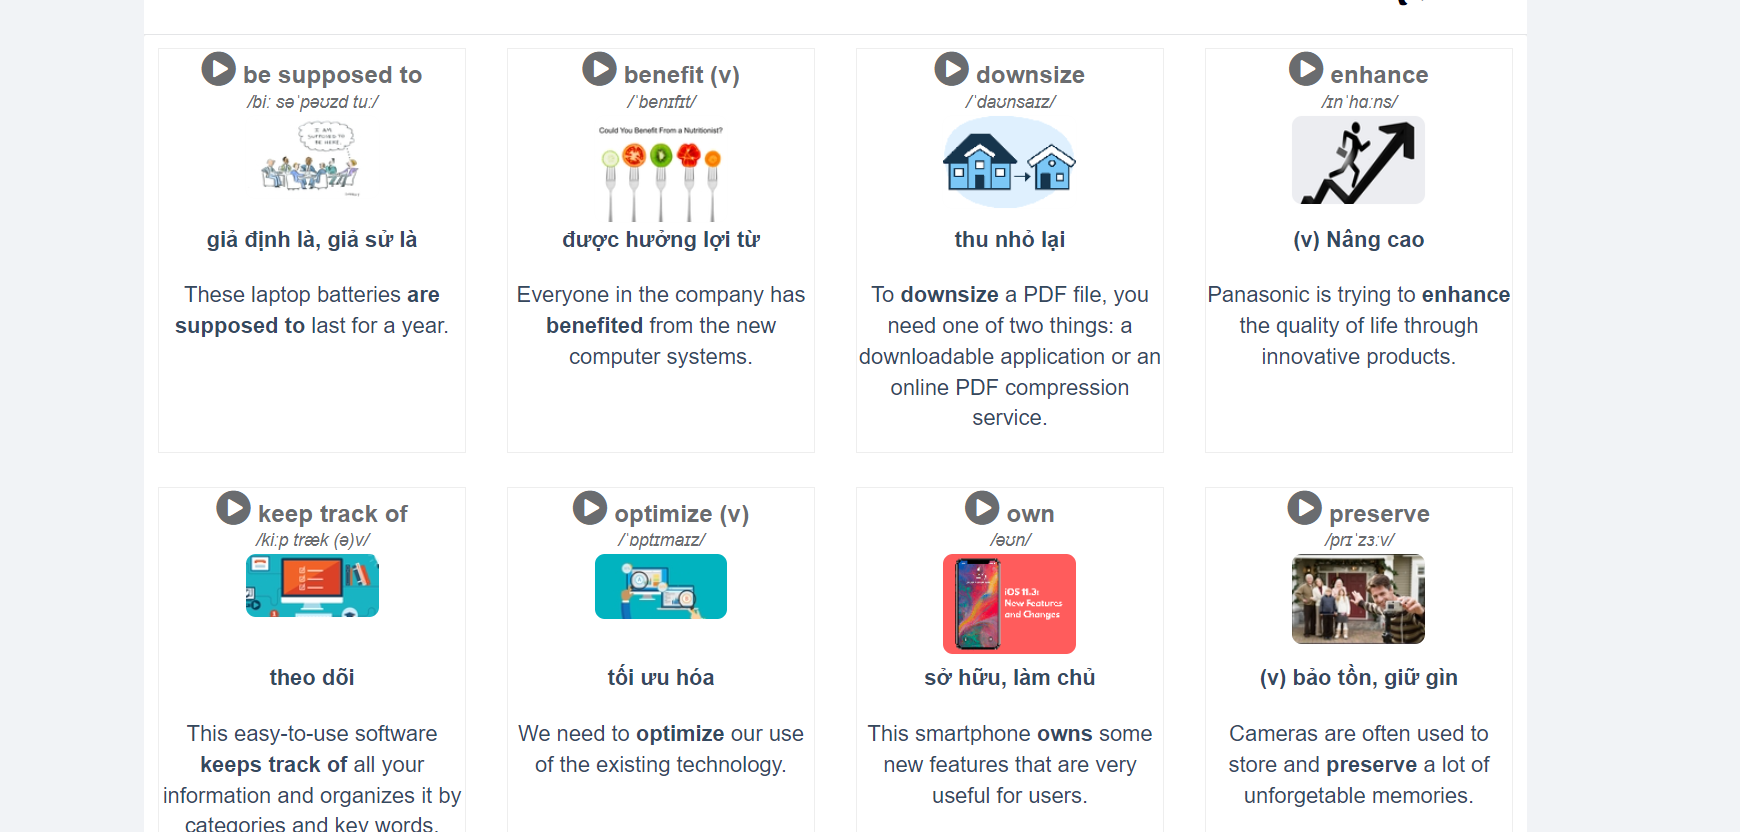 be supposed to
/biː səˈpəʊzd tuː/
I AM
SUPPOSED TO
BE HERE.
giả định là, giả sử là
These laptop batteries are
supposed to last for a year.
benefit (v)
/ˈbenɪfɪt/
Could You Benefit From a Nutritionist?
được hưởng lợi từ
Everyone in the company has
benefited from the new
computer systems.
downsize
/ˈdaʊnsaɪz/
thu nhỏ lại
To downsize a PDF file, you
need one of two things: a
downloadable application or an
online PDF compression
service.
enhance
/ɪnˈhɑːns/
(v) Nâng cao
Panasonic is trying to enhance
the quality of life through
innovative products.
keep track of
/kiːp træk (ə)v/
theo dõi
This easy-to-use software
keeps track of all your
information and organizes it by
categories and key words.
optimize (v)
/ˈɒptɪmaɪz/
tối ưu hóa
We need to optimize our use
of the existing technology.
own
/əʊn/
iOS 11.3:
New Features
and Changes
sở hữu, làm chủ
This smartphone owns some
new features that are very
useful for users.
preserve
/prɪˈzɜːv/
(v) bảo tồn, giữ gìn
Cameras are often used to
store and preserve a lot of
unforgetable memories.